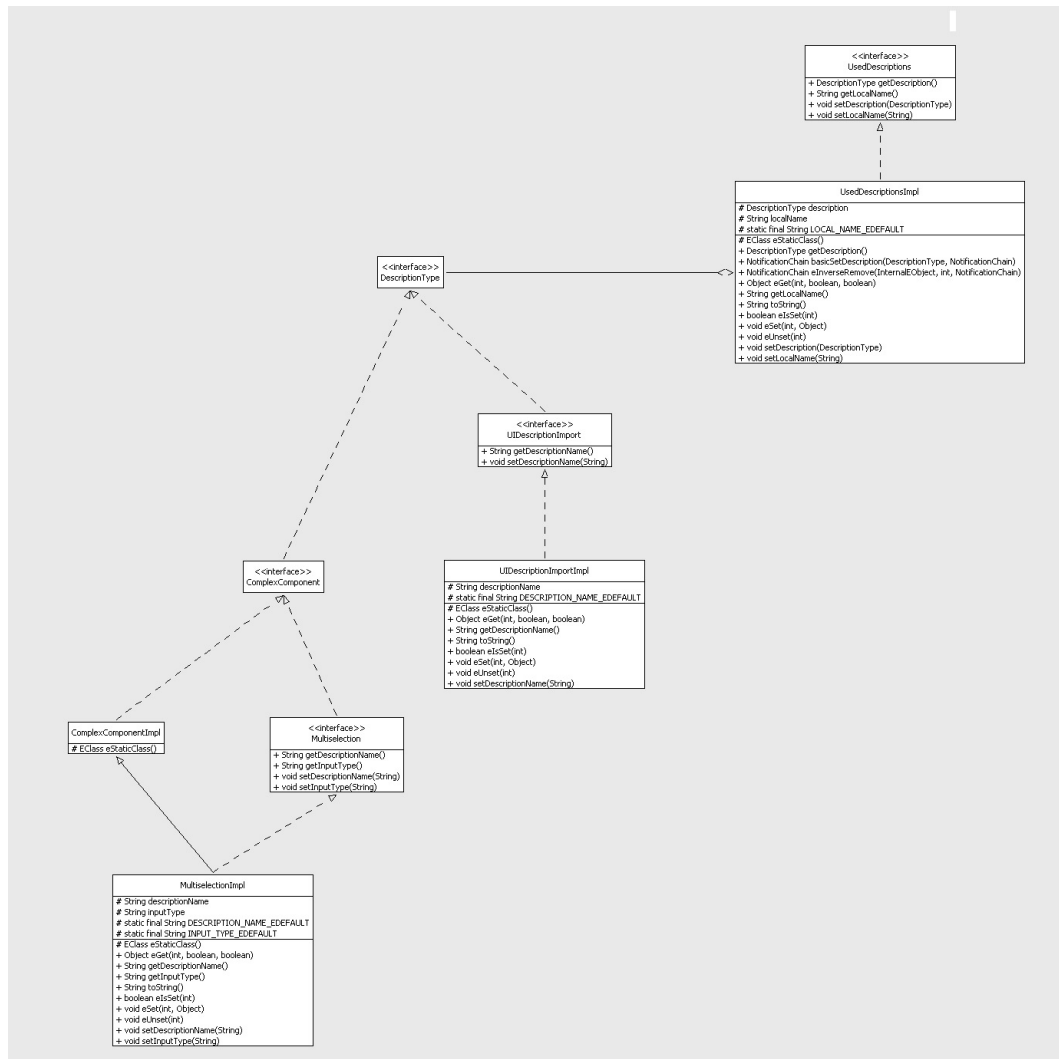 <<interface>>
UsedDescriptions
+ DescriptionType getDescription()
+ String getLocalName()
+ void setDescription(DescriptionType)
+ void setLocalName(String)
UsedDescriptionsImpl
# DescriptionType description
# String localName
# static final String LOCAL_NAME_EDEFAULT
# EClass eStaticClass()
+ DescriptionType getDescription()
+ NotificationChain basicSetDescription(DescriptionType, NotificationChain)
+ NotificationChain eInverseRemove(InternalEObject, int, NotificationChain)
+ Object eGet(int, boolean, boolean)
+ String getLocalName()
+ String toString()
+ boolean eIsSet(int)
+ void eSet(int, Object)
+ void eUnset(int)
+ void setDescription(DescriptionType)
+ void setLocalName(String)
<<interface>>
DescriptionType
<<interface>>
UIDescriptionImport
+ String getDescriptionName()
+ void setDescriptionName(String)
<<interface>>
ComplexComponent
UIDescriptionImportImpl
# String descriptionName
# static final String DESCRIPTION_NAME_EDEFAULT
# EClass eStaticClass()
+ Object eGet(int, boolean, boolean)
+ String getDescriptionName()
+ String toString()
+ boolean eIsSet(int)
+ void eSet(int, Object)
+ void eUnset(int)
+ void setDescriptionName(String)
ComplexComponentImpl
# EClass eStaticClass()
<<interface>>
Multiselection
+ String getDescriptionName()
+ String getInputType()
+ void setDescriptionName(String)
+ void setInputType(String)
MultiselectionImpl
# String descriptionName
# String inputType
# static final String DESCRIPTION_NAME_EDEFAULT
# static final String INPUT_TYPE_EDEFAULT
# EClass eStaticClass()
+ Object eGet(int, boolean, boolean)
+ String getDescriptionName()
+ String getInputType()
+ String toString()
+ boolean eIsSet(int)
+ void eSet(int, Object)
+ void eUnset(int)
+ void setDescriptionName(String)
+ void setInputType(String)